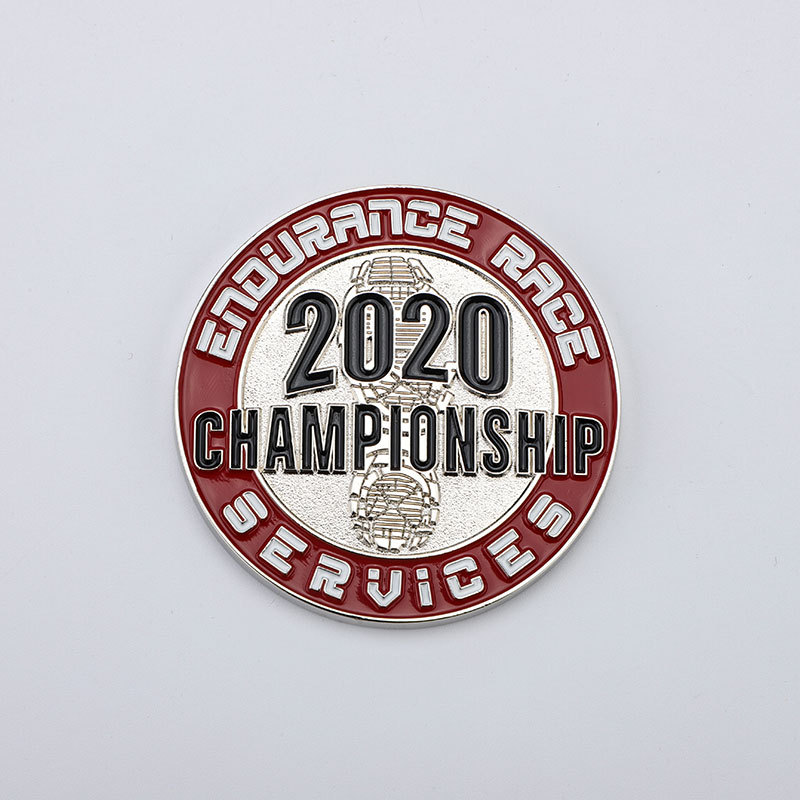 ENDURANCE RACE
2020
CHAMPIONSHIP
SERVICES